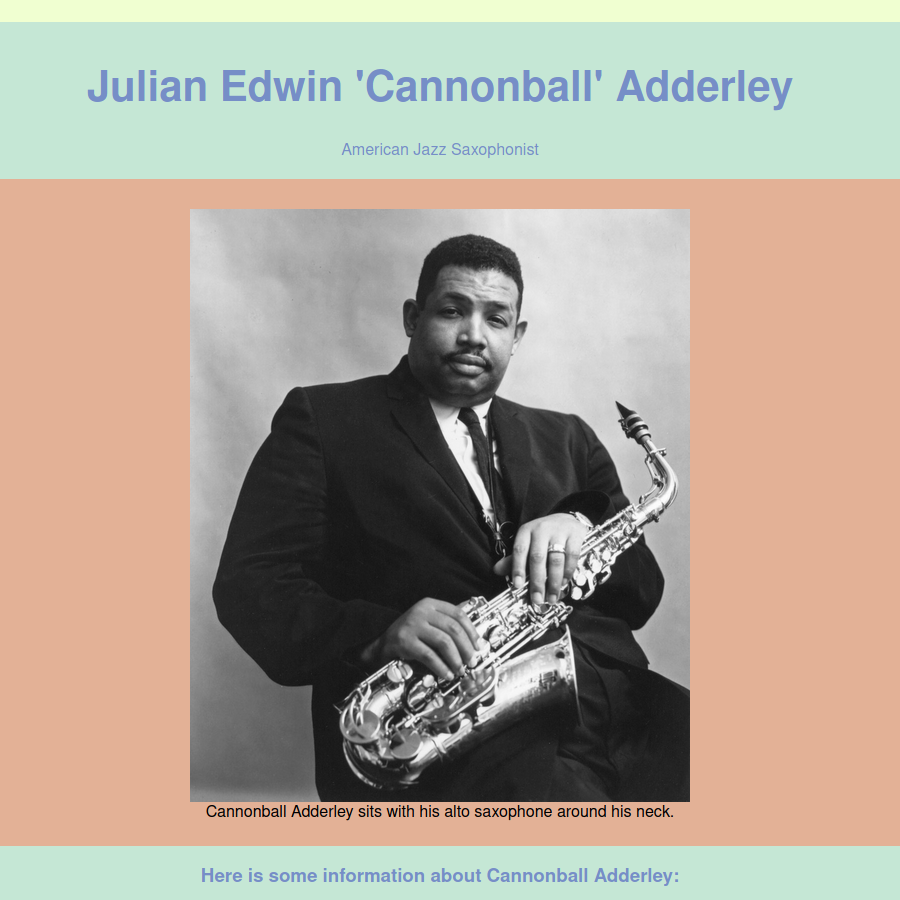 Julian Edwin 'Cannonball' Adderley
American Jazz Saxophonist
Cannonball Adderley sits with his alto saxophone around his neck.
Here is some information about Cannonball Adderley: